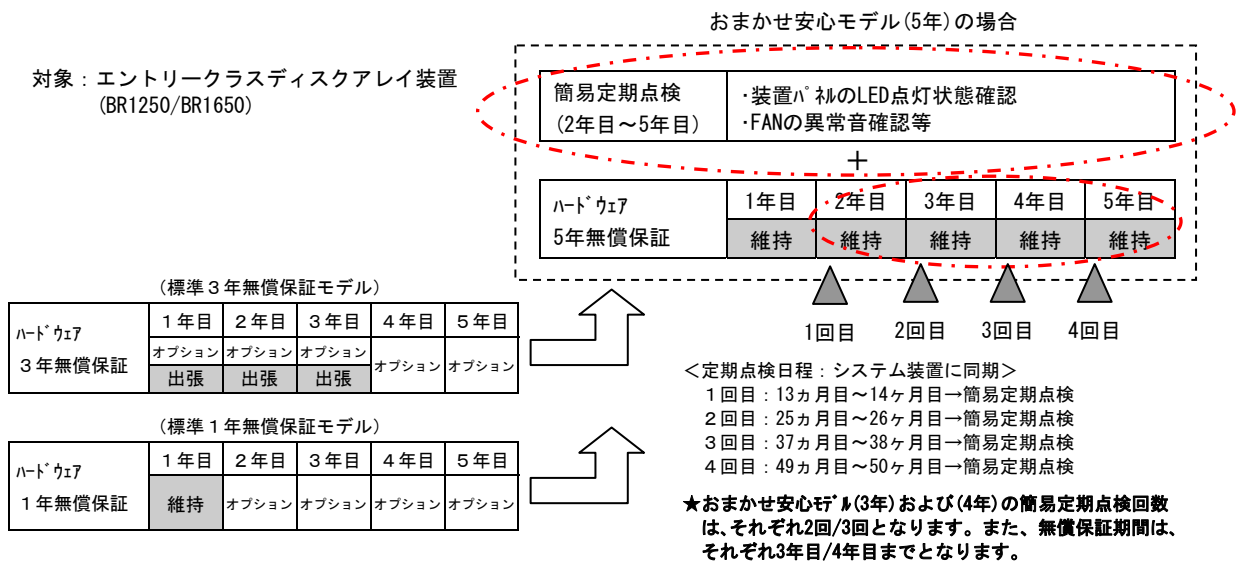 おまかせ安心モデル(5年)の場合
対象：エントリークラスディスクアレイ装置
(BR1250/BR1650)
簡易定期点検
(2年目～5年目)
･装置ﾊﾟﾈﾙのLED点灯状態確認
･FANの異常音確認等
＋
ﾊｰﾄﾞｳｪｱ
5年無償保証
1年目 2年目 3年目 4年目 5年目
維持 維持 維持 維持 維持
1回目 2回目 3回目 4回目
（標準３年無償保証モデル）
ﾊｰﾄﾞｳｪｱ
３年無償保証
１年目 ２年目 ３年目 ４年目 ５年目
オプション オプション オプション オプション オプション
出張 出張 出張
（標準１年無償保証モデル）
ﾊｰﾄﾞｳｪｱ
１年無償保証
１年目 ２年目 ３年目 ４年目 ５年目
維持 オプション オプション オプション オプション
＜定期点検日程：システム装置に同期＞
１回目：13ヵ月目～14ヶ月目→簡易定期点検
２回目：25ヵ月目～26ヶ月目→簡易定期点検
３回目：37ヵ月目～38ヶ月目→簡易定期点検
４回目：49ヵ月目～50ヶ月目→簡易定期点検
★おまかせ安心ﾓﾃﾞﾙ(3年)および(4年)の簡易定期点検回数
は､それぞれ2回/3回となります。また、無償保証期間は、
それぞれ3年目/4年目までとなります。